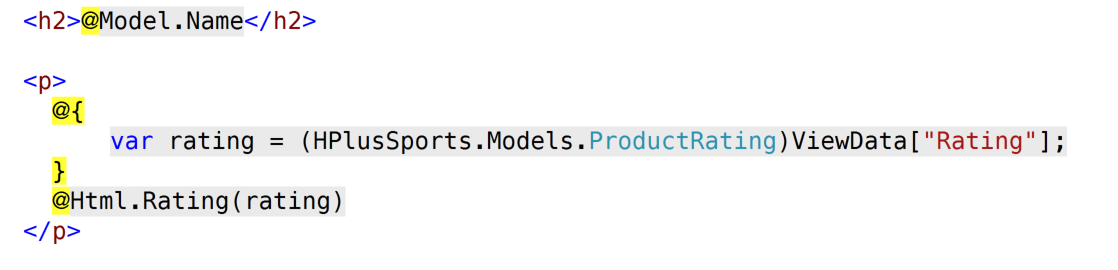 <h2>@Model.Name</h2>
<p>
@{
var rating = (HPlusSports.Models.ProductRating)ViewData["Rating"];
}
@Html.Rating(rating)
</p>